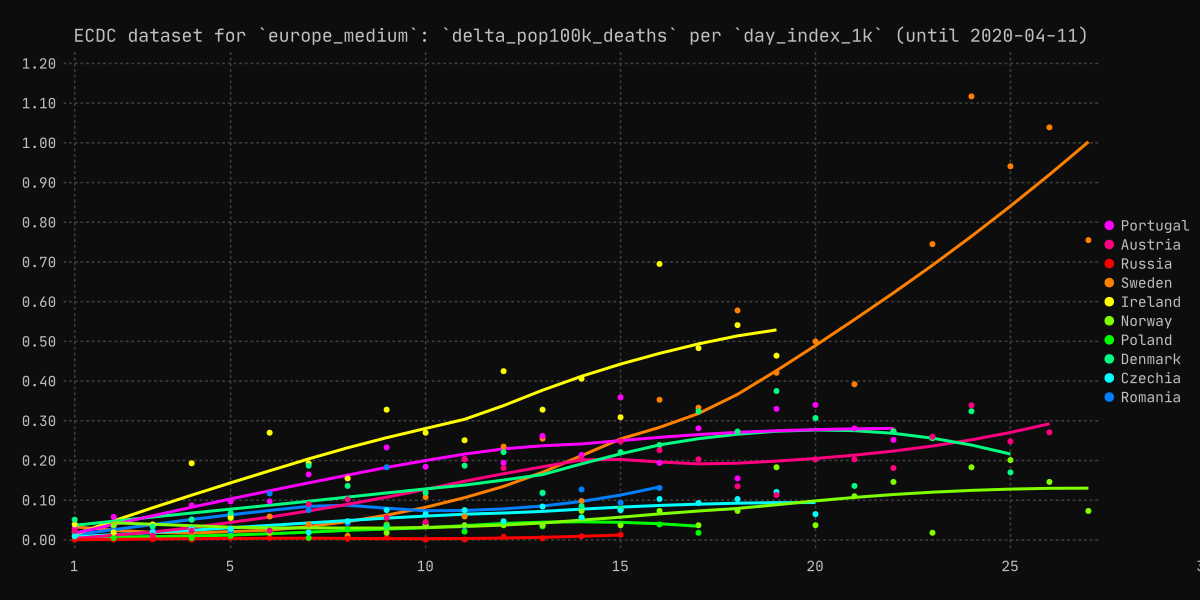 ECDC dataset for `europe_medium`: `delta_pop100k_deaths` per `day_index_1k` (until 2020-04-11)
1.20
1.10
1.00
0.90
0.80
0.70
0.60
0.50
0.40
0.30
0.20
0.10
0.00
1 5 10 15 20 25
Portugal
Austria
Russia
Sweden
Ireland
Norway
Poland
Denmark
Czechia
Romania